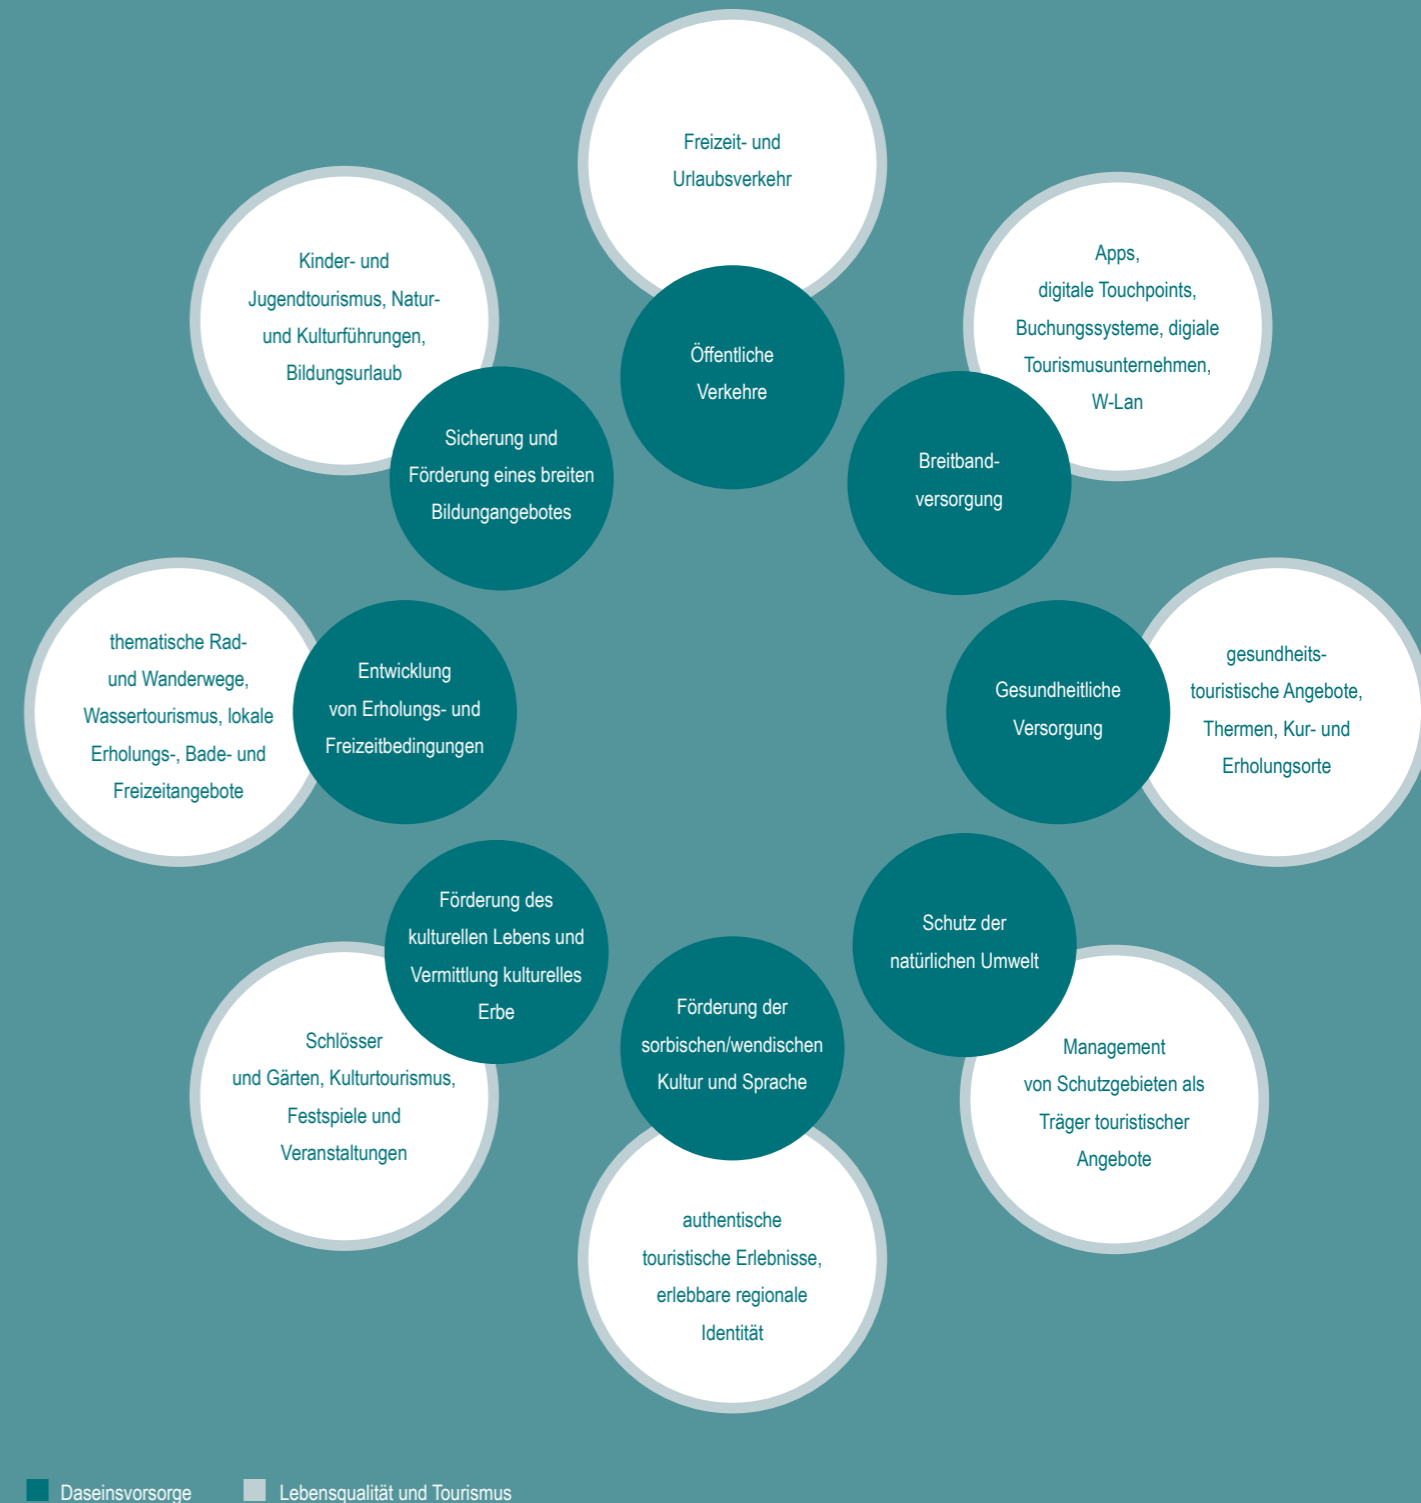 Freizeit- und
Urlaubsverkehr
Öffentliche
Verkehre
Apps,
digitale Touchpoints,
Buchungssysteme, digiale
Tourismusunternehmen,
W-Lan
Breitband-
versorgung
gesundheits-
touristische Angebote,
Thermen, Kur- und
Erholungsorte
Gesundheitliche
Versorgung
Schutz der
natürlichen Umwelt
Management
von Schutzgebieten als
Träger touristischer
Angebote
Förderung der
sorbischen/wendischen
Kultur und Sprache
authentische
touristische Erlebnisse,
erlebbare regionale
Identität
Förderung des
kulturellen Lebens und
Vermittlung kulturelles
Erbe
Schlösser
und Gärten, Kulturtourismus,
Festspiele und
Veranstaltungen
Entwicklung
von Erholungs- und
Freizeitbedingungen
thematische Rad-
und Wanderwege,
Wassertourismus, lokale
Erholungs-, Bade- und
Freizeitangebote
Sicherung und
Förderung eines breiten
Bildungangebotes
Kinder- und
Jugendtourismus, Natur-
und Kulturführungen,
Bildungsurlaub
Daseinsvorsorge
Lebensqualität und Tourismus